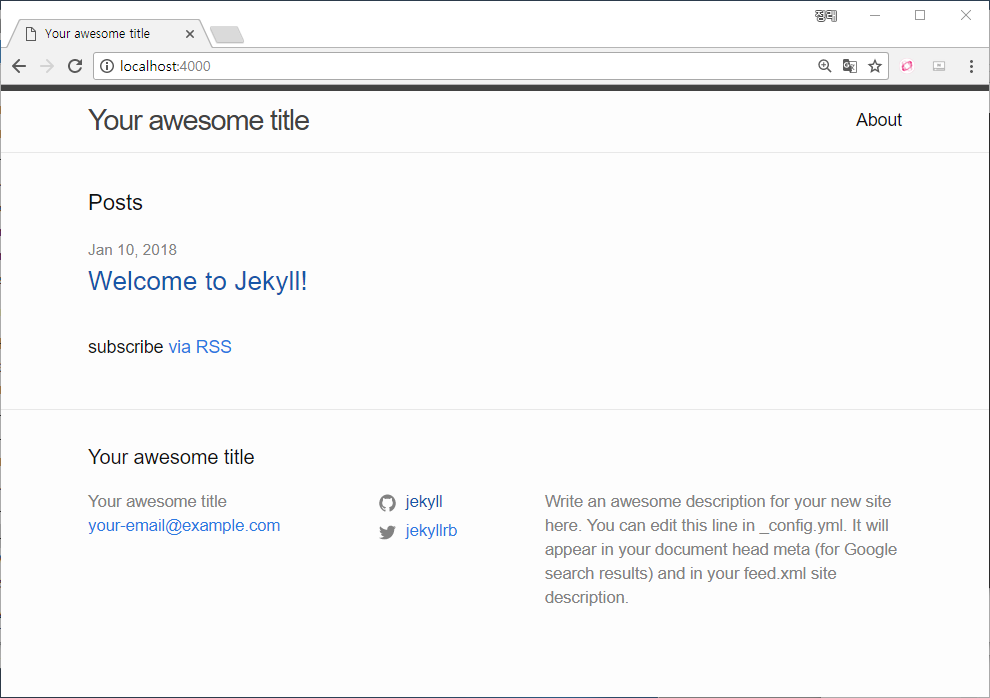 정래
Your awesome title
localhost:4000
Your awesome title
About
Posts
Jan 10, 2018
Welcome to Jekyll!
subscribe via RSS
Your awesome title
Your awesome title
your-email@example.com
jekyll
jekyllrb
Write an awesome description for your new site
here. You can edit this line in _config.yml. It will
appear in your document head meta (for Google
search results) and in your feed.xml site
description.